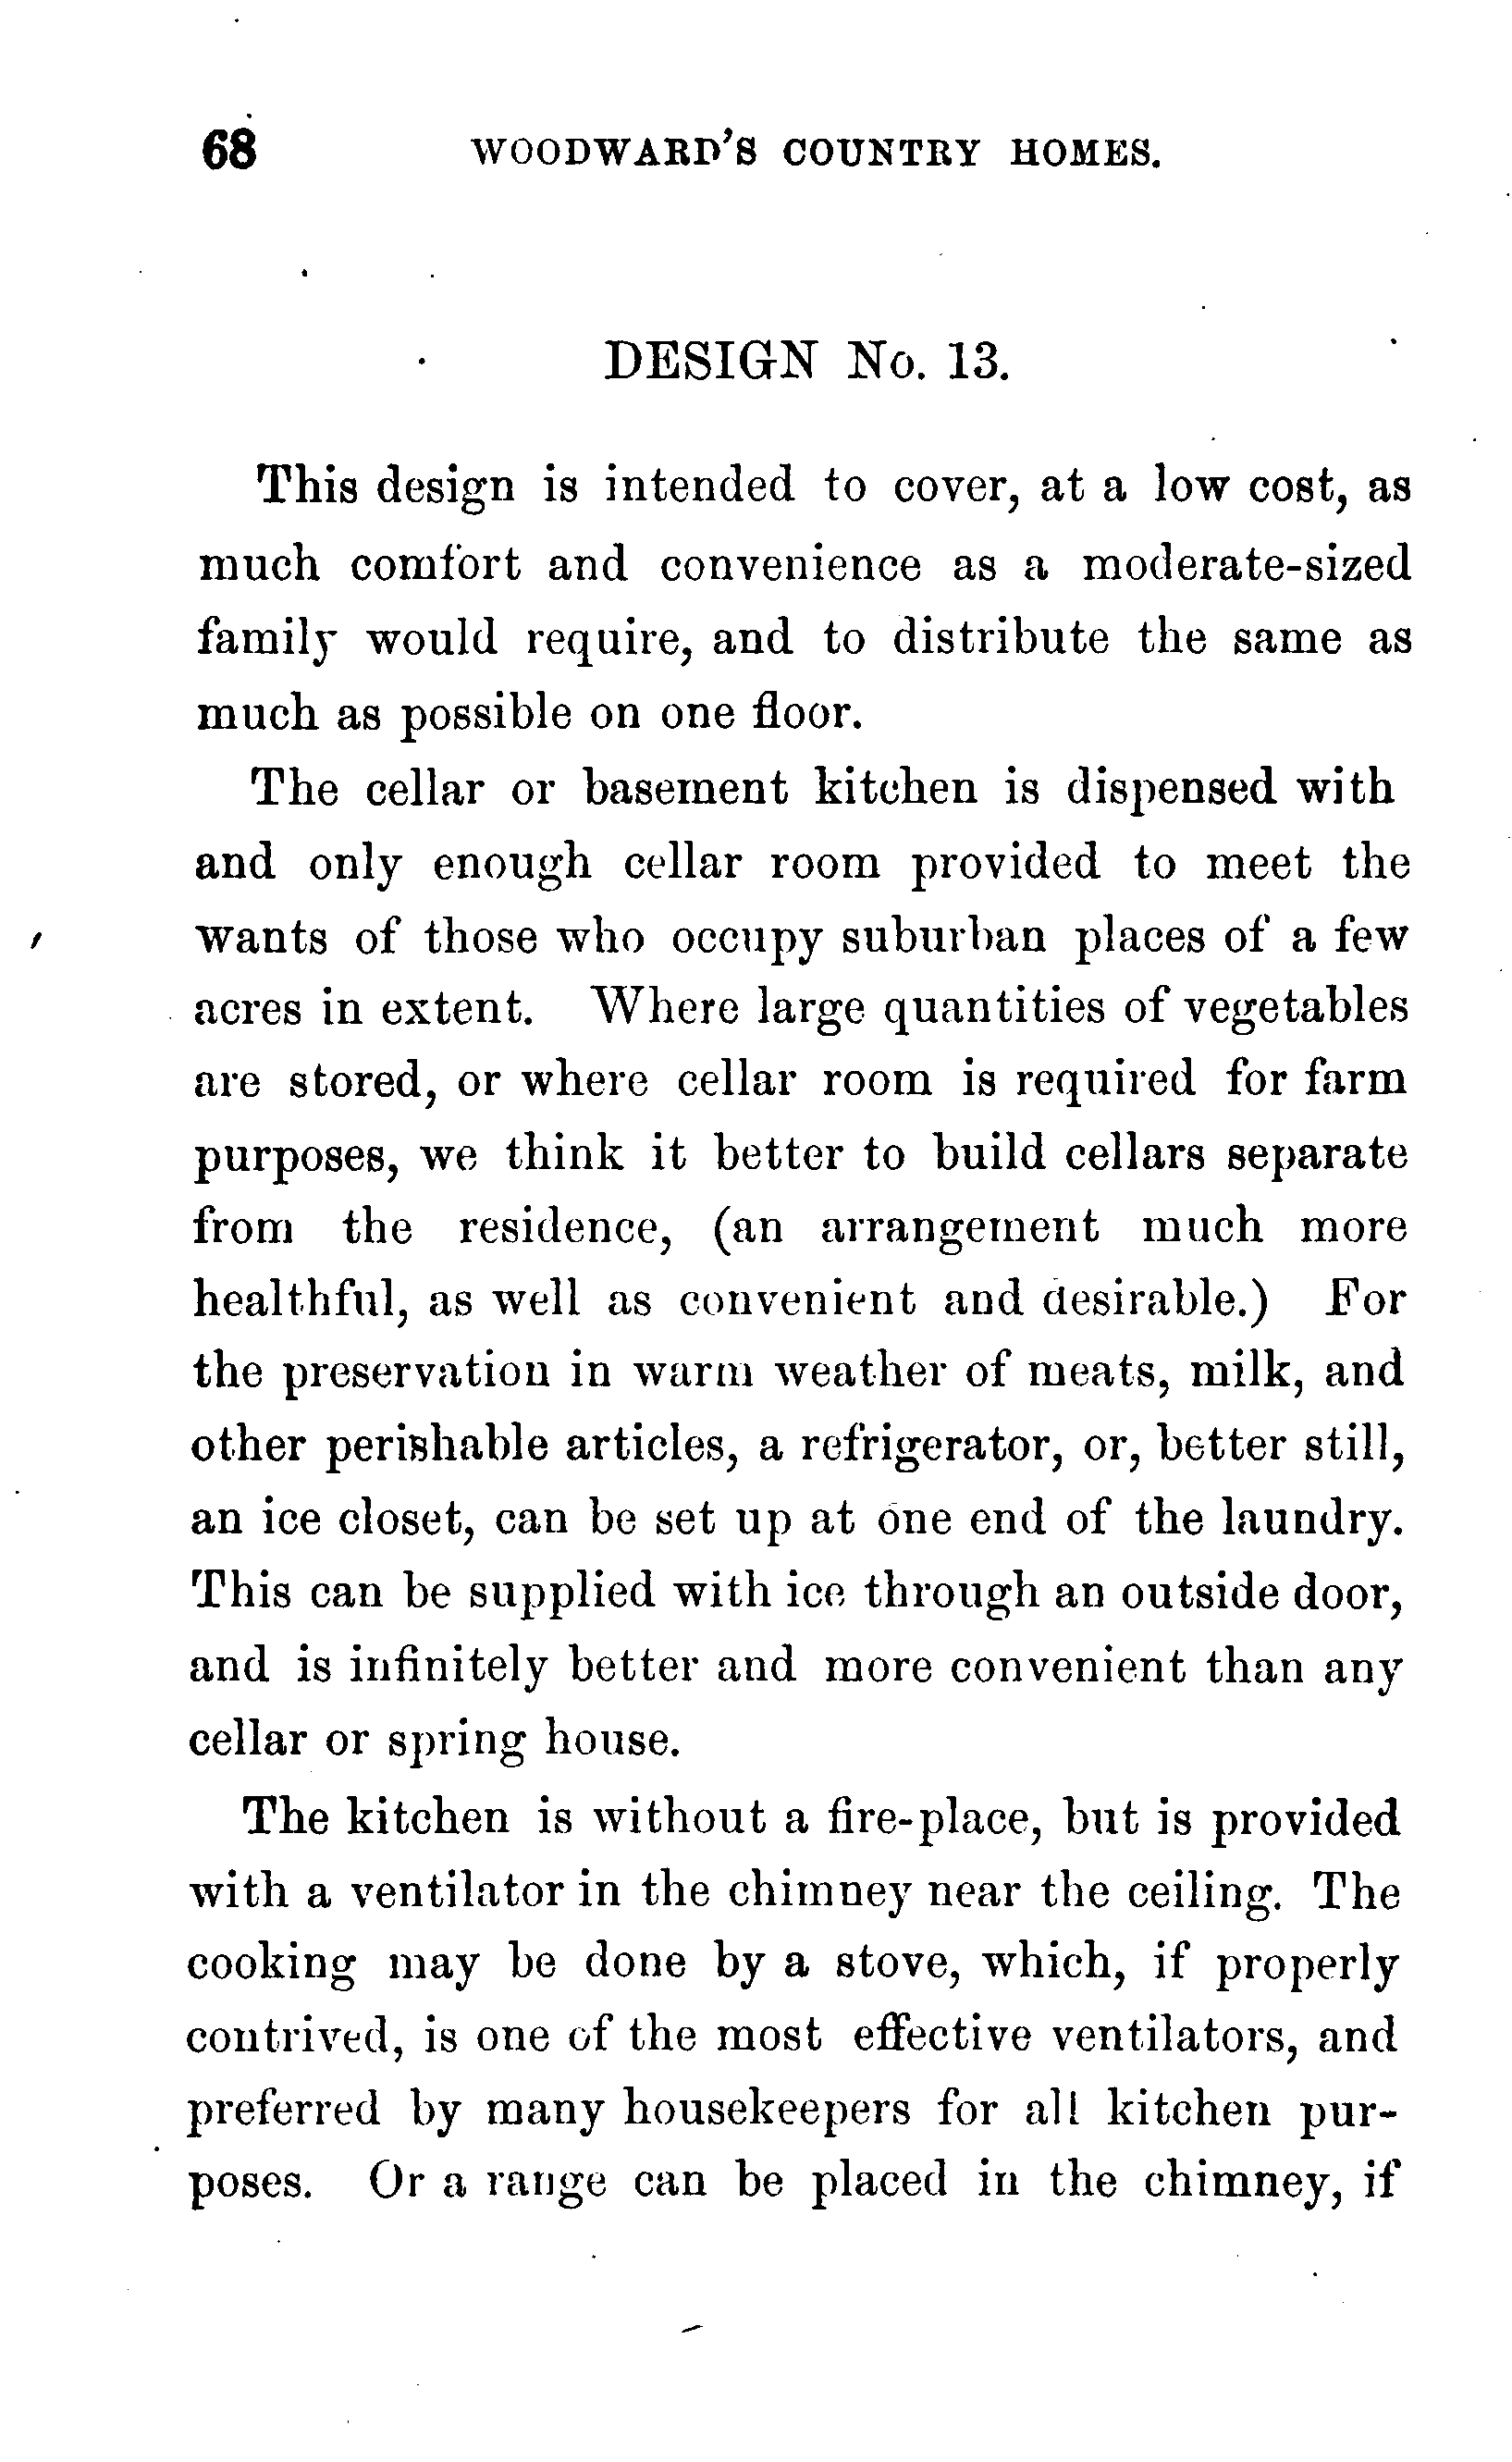 68 WOODWARD'S COUNTRY HOMES.
DESIGN No. 13.
This design is intended to cover, at a low cost, as
much comfort and convenience as a moderate-sized
family would require, and to distribute the same as
much as possible on one floor.
The cellar or basement kitchen is dispensed with
and only enough cellar room provided to meet the
wants of those who occupy suburban places of a few
acres in extent. Where large quantities of vegetables
are stored, or where cellar room is required for farm
purposes, we think it better to build cellars separate
from the residence, (an arrangement much more
healthful, as well as convenient and desirable.) For
the preservation in warm weather of meats, milk, and
other perishable articles, a refrigerator, or, better still,
an ice closet, can be set up at one end of the laundry.
This can be supplied with ice through an outside door,
and is infinitely better and more convenient than any
cellar or spring house.
The kitchen is without a fire-place, but is provided
with a ventilator in the chimney near the ceiling. The
cooking may be done by a stove, which, if properly
contrived, is one of the most effective ventilators, and
preferred by many housekeepers for all kitchen pur-
poses. Or a range can be placed in the chimney, if